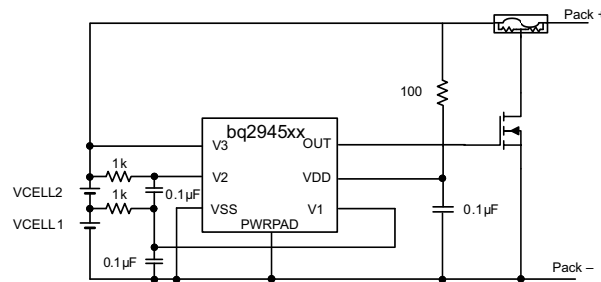 Pack +
100
bq2945xx
V3
OUT
1k
V2
VCELL2
0.1µF
VDD
0.1µF
1k
VCELL1
VSS
V1
PWRPAD
0.1µF
Pack –